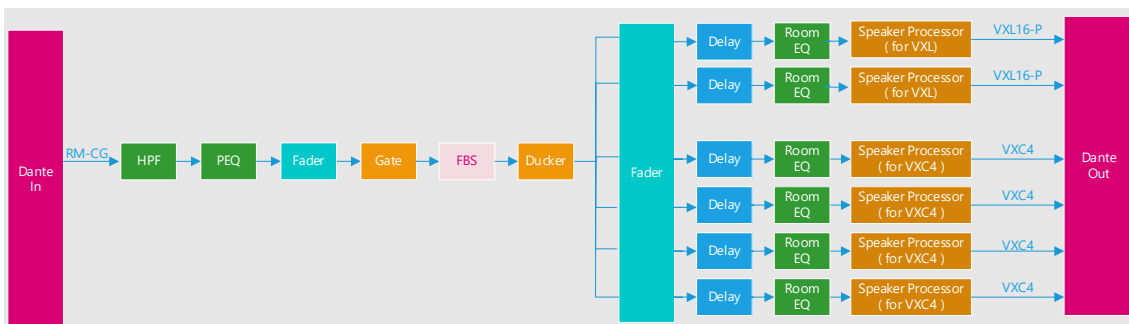 Dante
In
RM-CG
HPF
PEQ
Fader
Gate
FBS
Ducker
Fader
Delay
Room
EQ
Speaker Processor
( for VXL)
VXL16-P
Delay
Room
EQ
Speaker Processor
( for VXL)
VXL16-P
Delay
Room
EQ
Speaker Processor
( for VXC4 )
VXC4
Delay
Room
EQ
Speaker Processor
( for VXC4 )
VXC4
Delay
Room
EQ
Speaker Processor
( for VXC4 )
VXC4
Delay
Room
EQ
Speaker Processor
( for VXC4 )
VXC4
Dante
Out